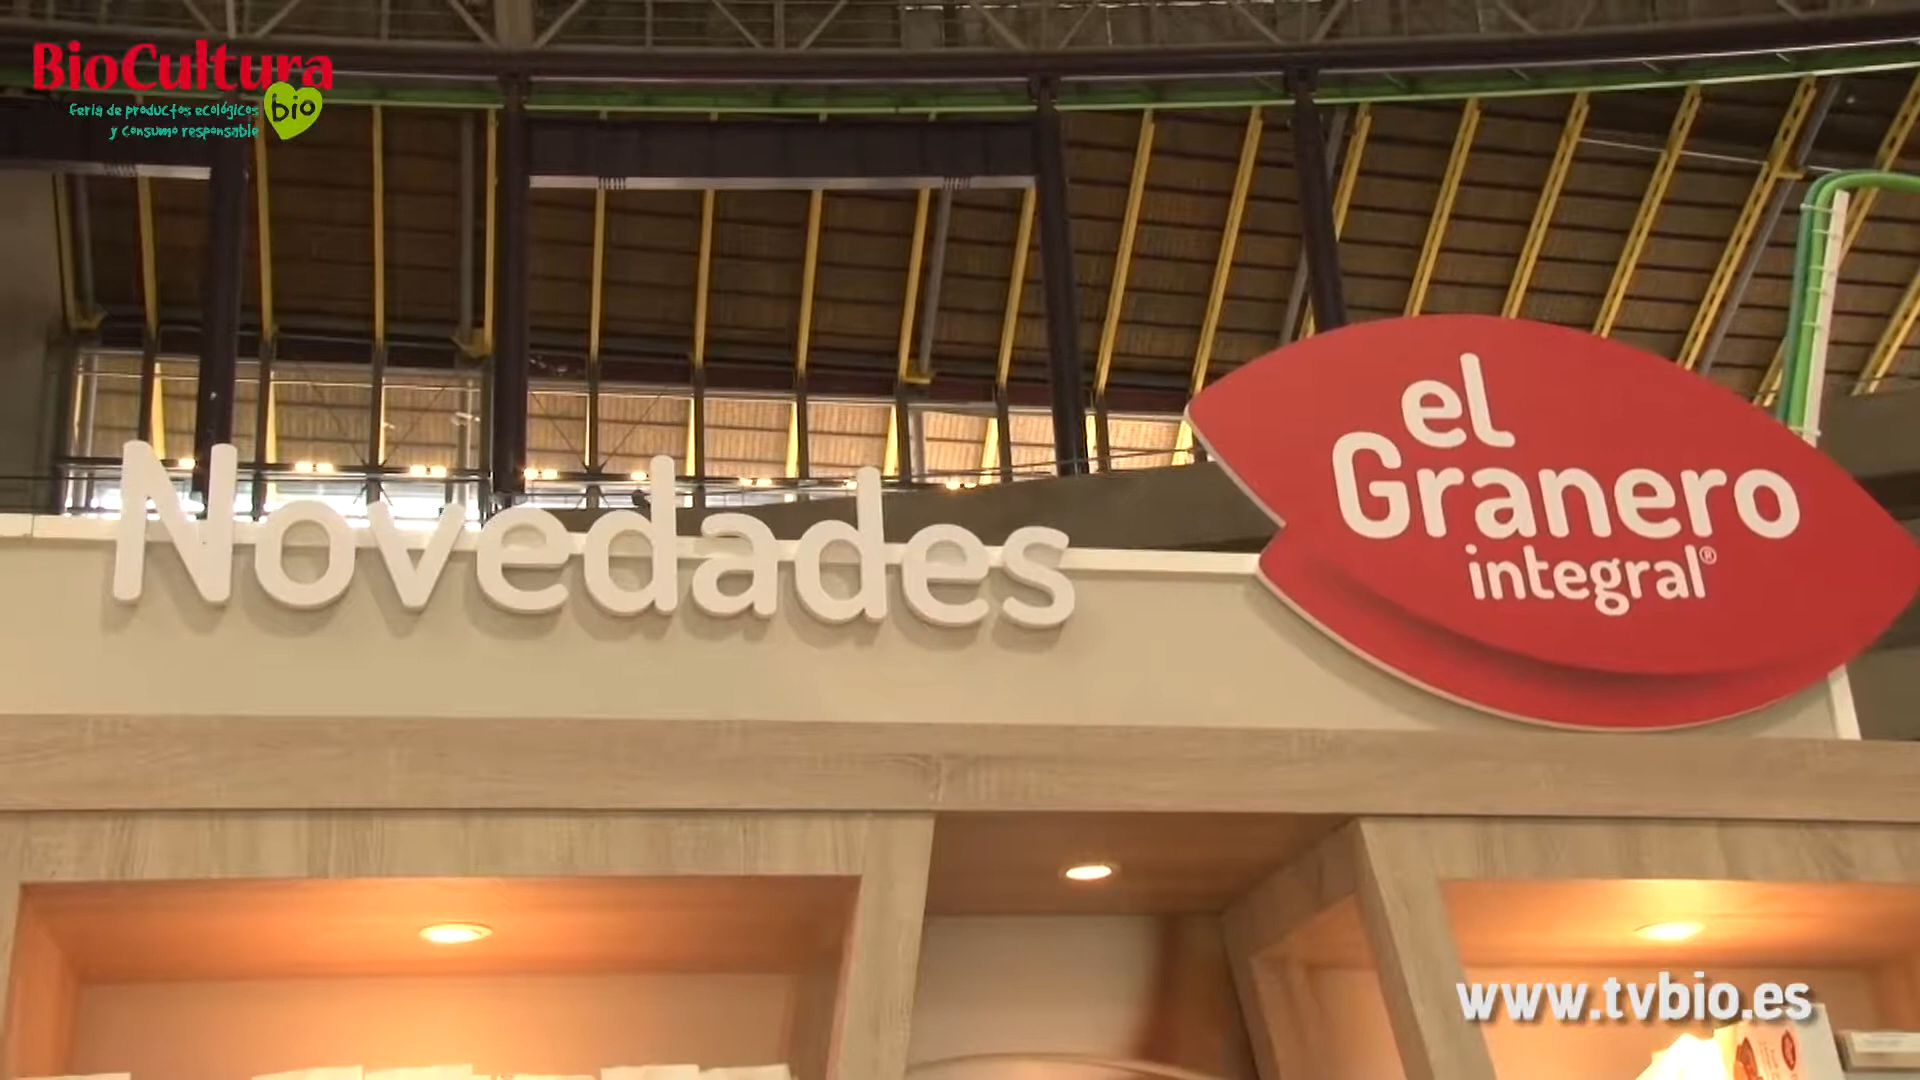 BioCultura
Feria de productos ecológicos
y consumo responsable
bio
Novedades
el
Granero
integral®
www.tvbio.es